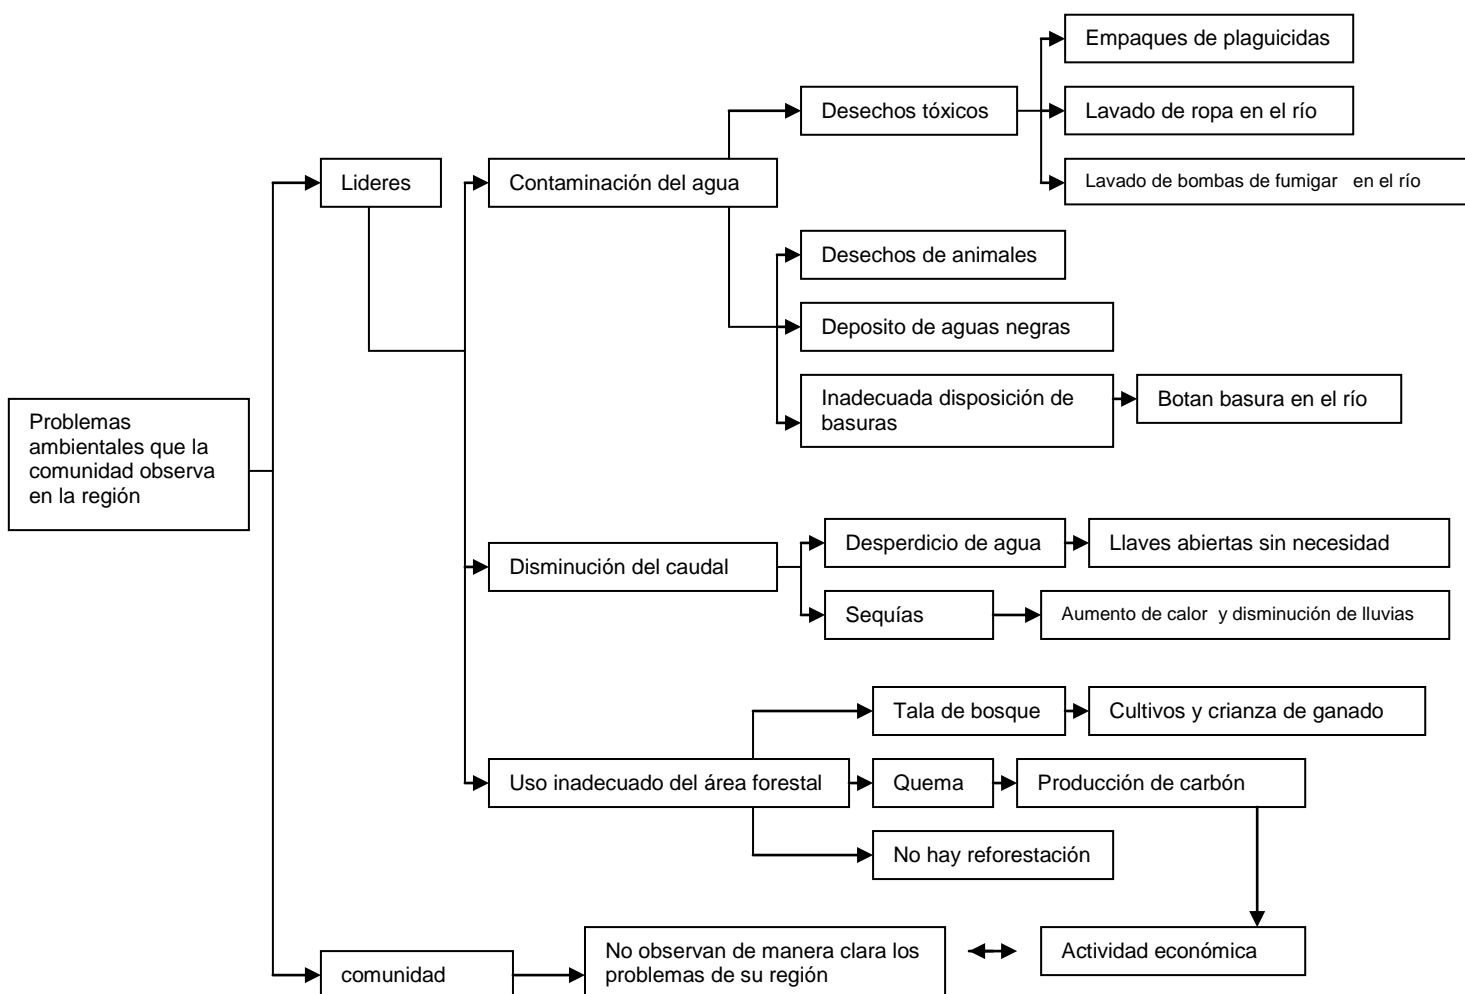 Empaques de plaguicidas
Desechos tóxicos
Lavado de ropa en el río
Lideres
Contaminación del agua
Lavado de bombas de fumigar en el río
Desechos de animales
Deposito de aguas negras
Inadecuada disposición de
basuras
Botan basura en el río
Problemas
ambientales que la
comunidad observa
en la región
Disminución del caudal
Desperdicio de agua
Llaves abiertas sin necesidad
Sequías
Aumento de calor y disminución de lluvias
Tala de bosque
Cultivos y crianza de ganado
Uso inadecuado del área forestal
Quema
Producción de carbón
No hay reforestación
comunidad
No observan de manera clara los
problemas de su región
Actividad económica